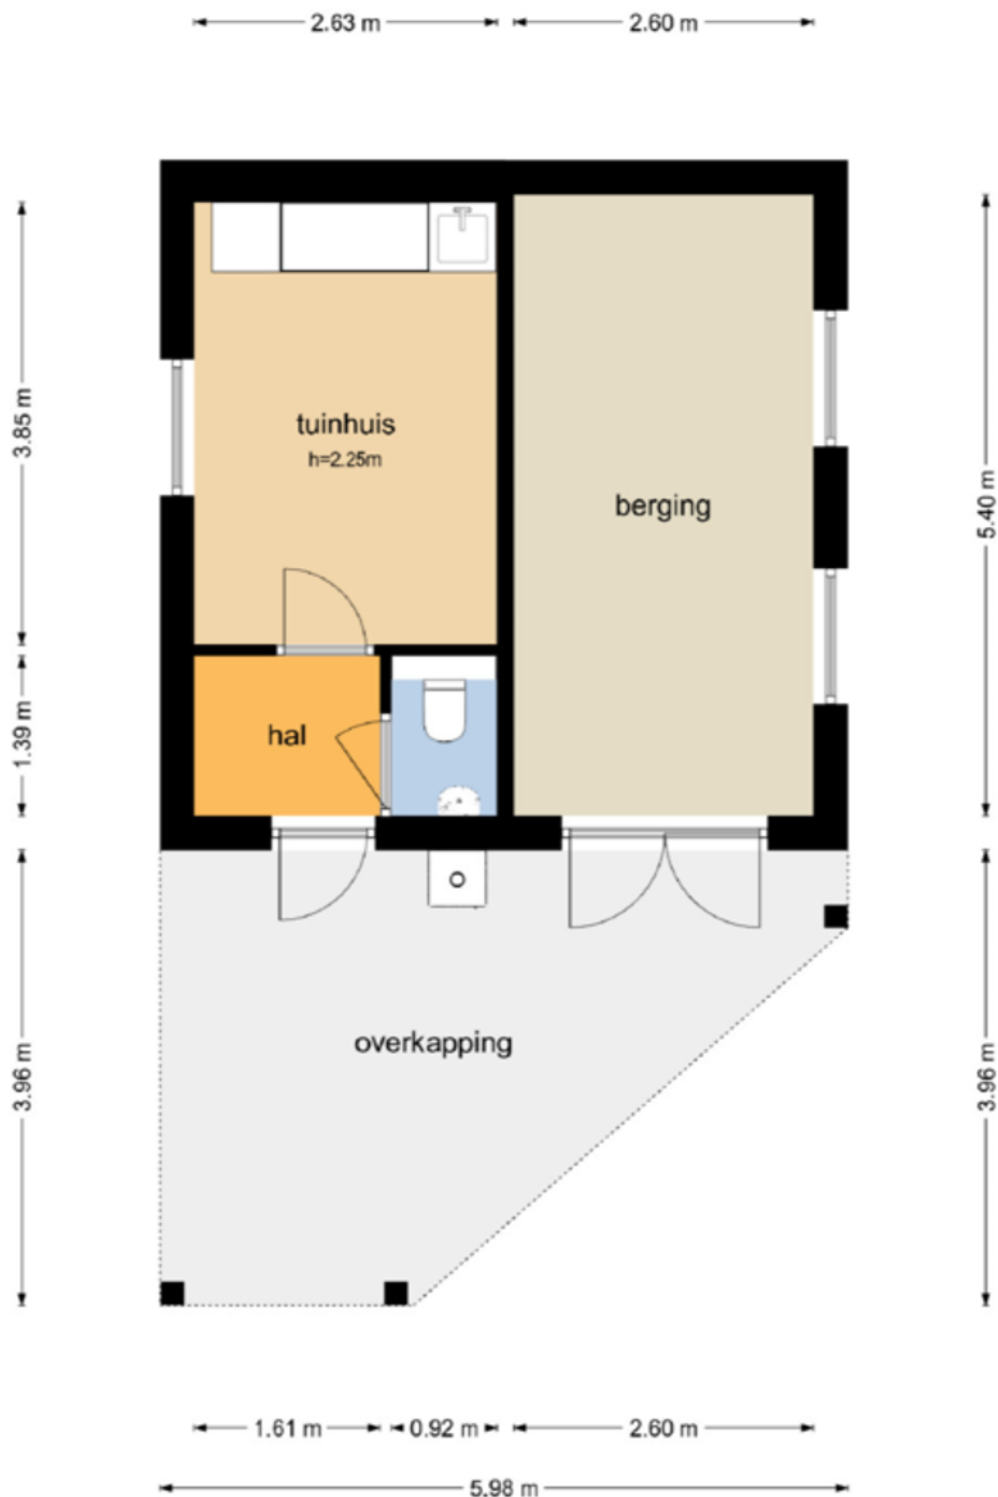 2.63 m
2.60 m
3.85 m
5.40 m
tuinhuis
h=2.25m
berging
1.39 m
hal
overkapping
3.96 m
3.96 m
1.61 m
0.92 m
2.60 m
5.98 m